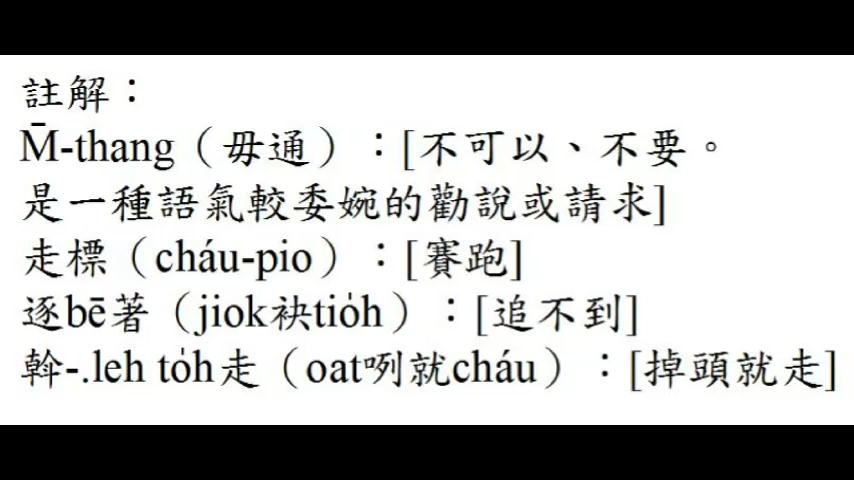 註解：
M̄-thang（毋通）：[不可以、不要。
是一種語氣較委婉的勸說或請求]
走標（cháu-pio）：[賽跑]
逐bē著（jiok袂tio̍h）：[追不到]
斡-.leh to̍h走（oat咧就cháu）：[掉頭就走]